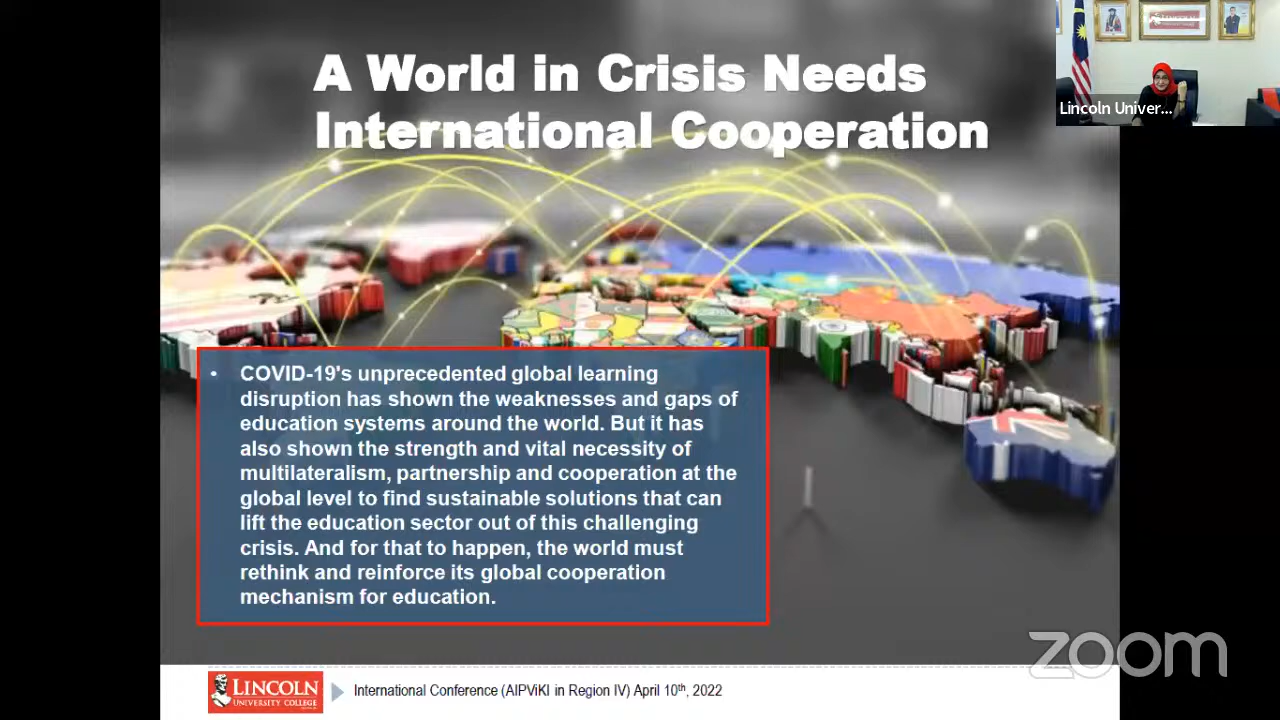 A World in Crisis Needs
International Cooperation
Lincoln Univer...
• COVID-19's unprecedented global learning
disruption has shown the weaknesses and gaps of
education systems around the world. But it has
also shown the strength and vital necessity of
multilateralism, partnership and cooperation at the
global level to find sustainable solutions that can
lift the education sector out of this challenging
crisis. And for that to happen, the world must
rethink and reinforce its global cooperation
mechanism for education.
zoom
LINCOLN
UNIVERSITY COLLEGE
International Conference (AIPViKI in Region IV) April 10th, 2022